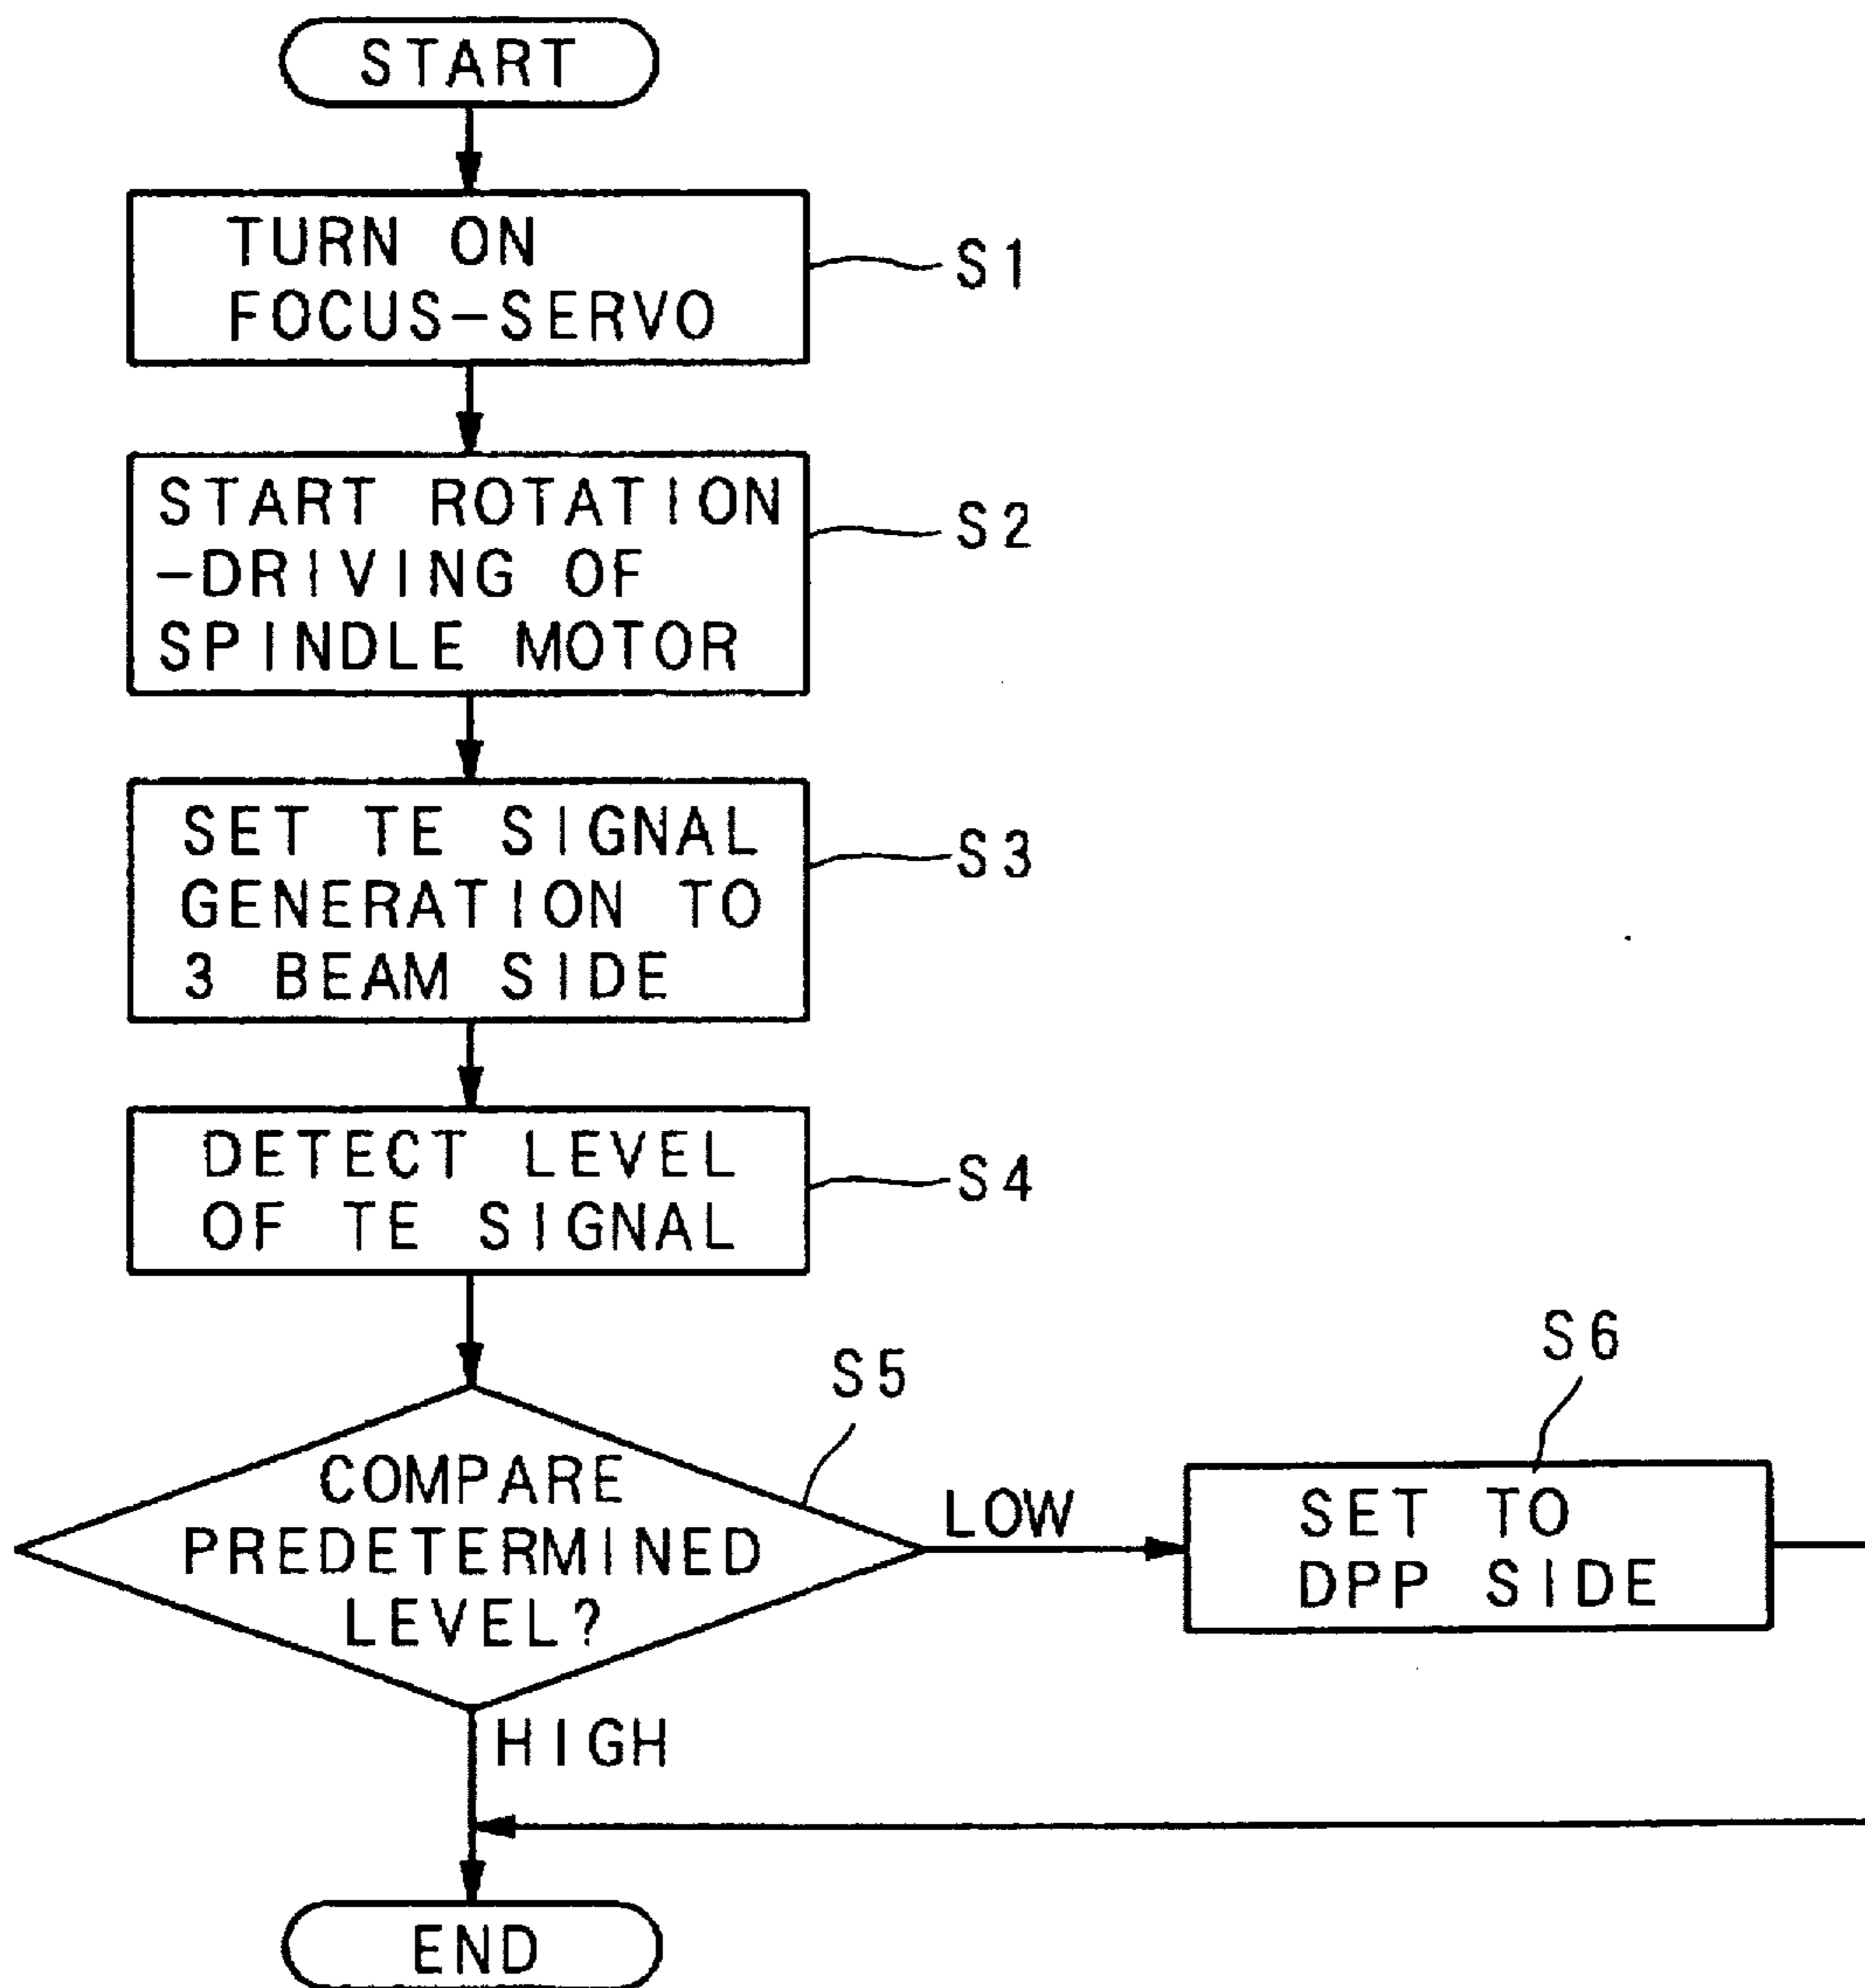 START
TURN ON
FOCUS-SERVO
S1
START ROTATION
-DRIVING OF
SPINDLE MOTOR
S2
SET TE SIGNAL
GENERATION TO
3 BEAM SIDE
S3
DETECT LEVEL
OF TE SIGNAL
S4
COMPARE
PREDETERMINED
LEVEL?
S5
LOW
SET TO
DPP SIDE
S6
HIGH
END